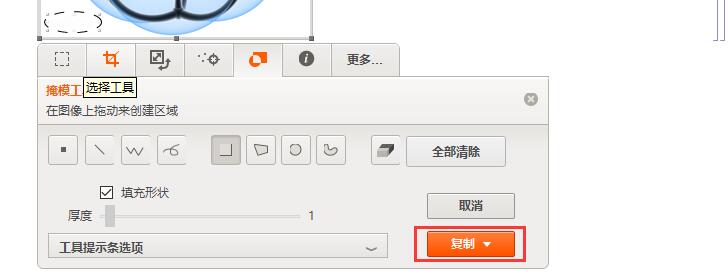 更多...
掩模工
选择工具
在图像上拖动来创建区域
全部清除
填充形状
厚度
1
取消
工具提示条选项
复制